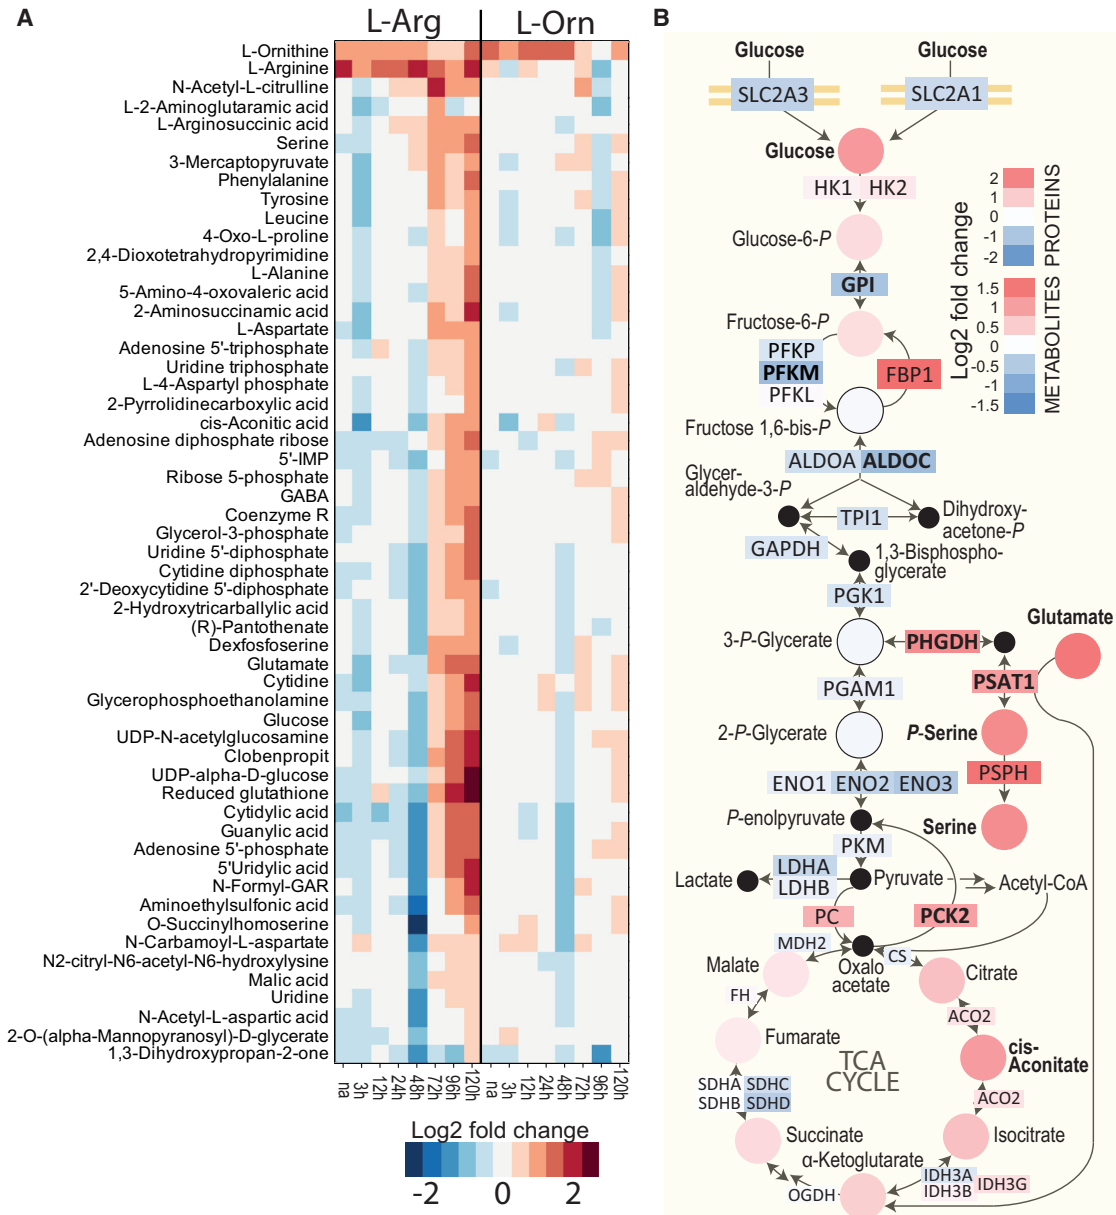 A
L-Arg
L-Orn
L-Ornithine
L-Arginine
N-Acetyl-L-citrulline
L-2-Aminoglutaramic acid
L-Arginosuccinic acid
Serine
3-Mercaptopyruvate
Phenylalanine
Tyrosine
Leucine
4-Oxo-L-proline
2,4-Dioxotetrahydropyrimidine
L-Alanine
5-Amino-4-oxovaleric acid
2-Aminosuccinamic acid
L-Aspartate
Adenosine 5'-triphosphate
Uridine triphosphate
L-4-Aspartyl phosphate
2-Pyrrolidinecarboxylic acid
cis-Aconitic acid
Adenosine diphosphate ribose
5'-IMP
Ribose 5-phosphate
GABA
Coenzyme R
Glycerol-3-phosphate
Uridine 5'-diphosphate
Cytidine diphosphate
2'-Deoxycytidine 5'-diphosphate
2-Hydroxytricarballylic acid
(R)-Pantothenate
Dexfosfoserine
Glutamate
Cytidine
Glycerophosphoethanolamine
Glucose
UDP-N-acetylglucosamine
Clobenpropit
UDP-alpha-D-glucose
Reduced glutathione
Cytidylic acid
Guanylic acid
Adenosine 5'-phosphate
5'Uridylic acid
N-Formyl-GAR
Aminoethylsulfonic acid
O-Succinylhomoserine
N-Carbamoyl-L-aspartate
N2-citryl-N6-acetyl-N6-hydroxylysine
Malic acid
Uridine
N-Acetyl-L-aspartic acid
2-O-(alpha-Mannopyranosyl)-D-glycerate
1,3-Dihydroxypropan-2-one
na 3h 12h 24h 48h 72h 96h 120h na 3h 12h 24h 48h 72h 96h 120h
Log2 fold change
-2 0 2
B
Glucose Glucose
SLC2A3 SLC2A1
Glucose
HK1 HK2
Glucose-6-P
GPI
Fructose-6-P
PFKP
PFKM
PFKL
FBP1
Fructose 1,6-bis-P
ALDOA ALDOC
Glycer-
aldehyde-3-P
TPI1
Dihydroxy-
acetone-P
GAPDH
1,3-Bisphospho-
glycerate
PGK1
3-P-Glycerate
PHGDH
Glutamate
PSAT1
PGAM1
2-P-Glycerate
P-Serine
PSPH
ENO1 ENO2 ENO3
P-enolpyruvate
Serine
PKM
LDHA
LDHB
Lactate
Pyruvate
Acetyl-CoA
PC
PCK2
MDH2
Oxalo
acetate
CS
Malate
Citrate
FH
ACO2
Fumarate
cis-
Aconitate
TCA
CYCLE
SDHA SDHC
SDHB SDHD
ACO2
Succinate
Isocitrate
α-Ketoglutarate
IDH3A
IDH3B
IDH3G
OGDH
Log2 fold change
PROTEINS
2
1
0
-1
-2
METABOLITES
1.5
1
0.5
0
-0.5
-1
-1.5